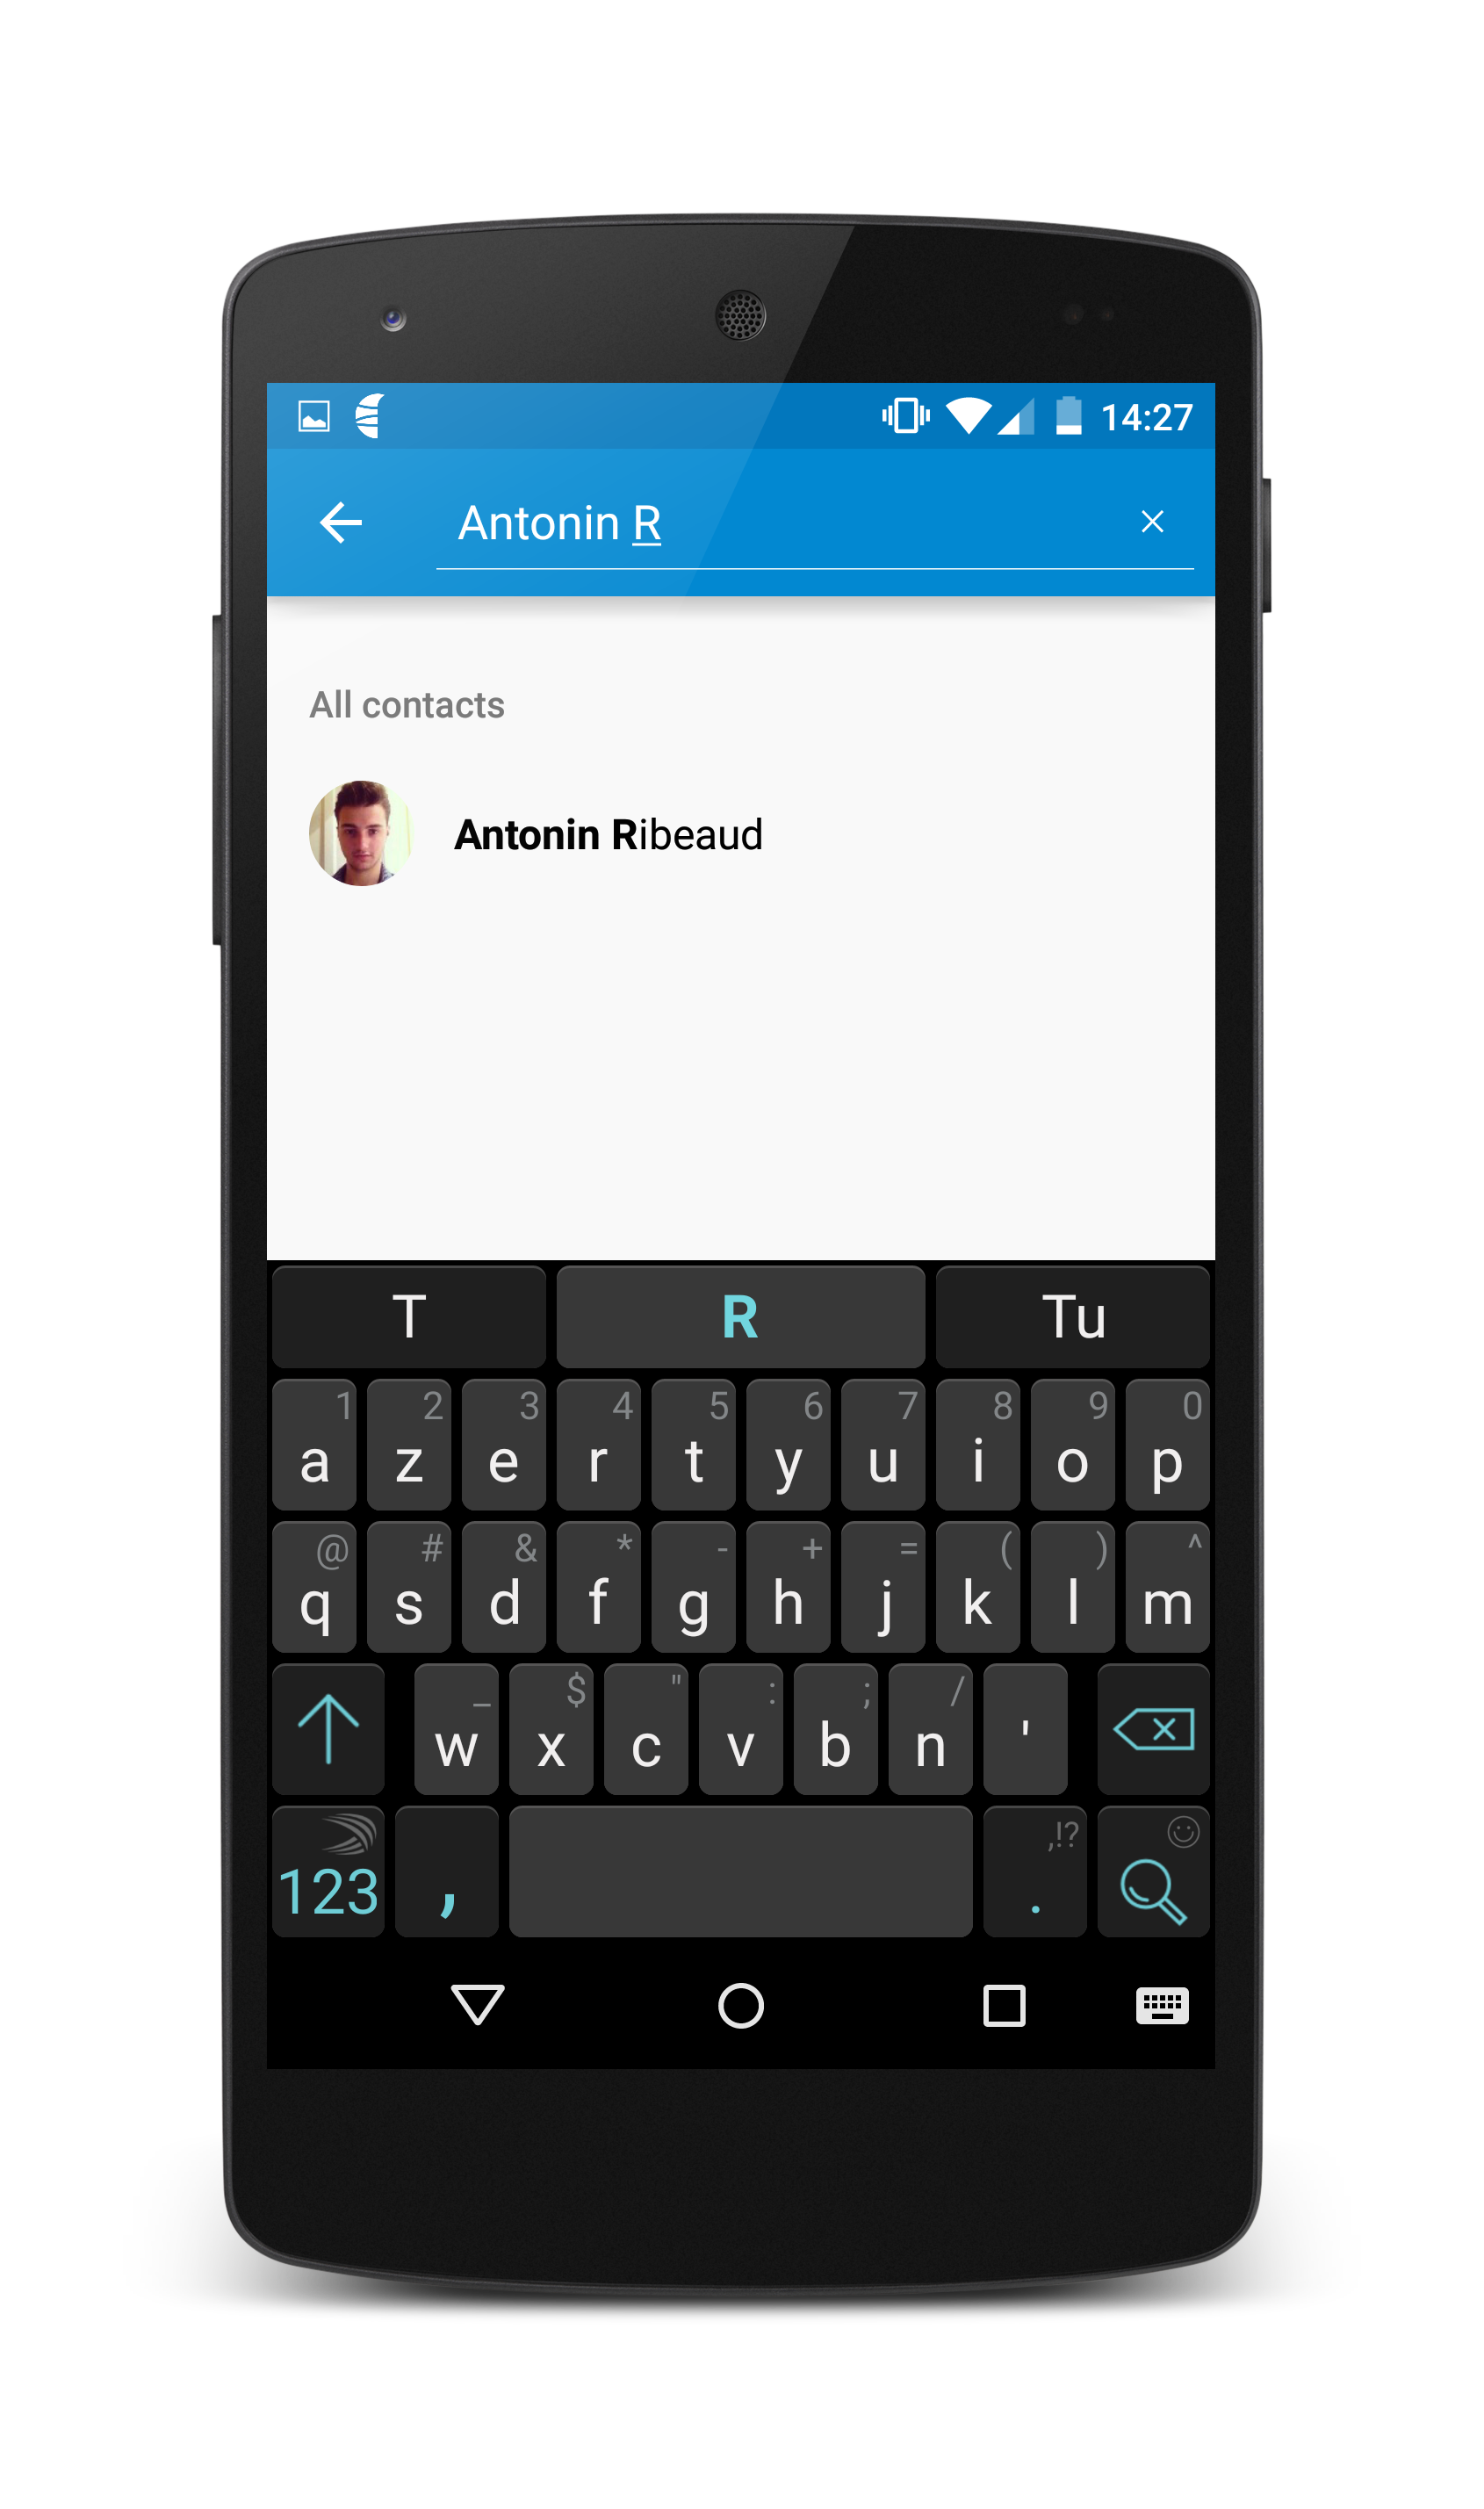 14:27
Antonin R
All contacts
Antonin Ribeaud
T R Tu
1 2 3 4 5 6 7 8 9 0
a z e r t y u i o p
@ # & * - + = ( ) ^
q s d f g h j k l m
_ $ " : ; /
w x c v b n '
,!?
123 , .